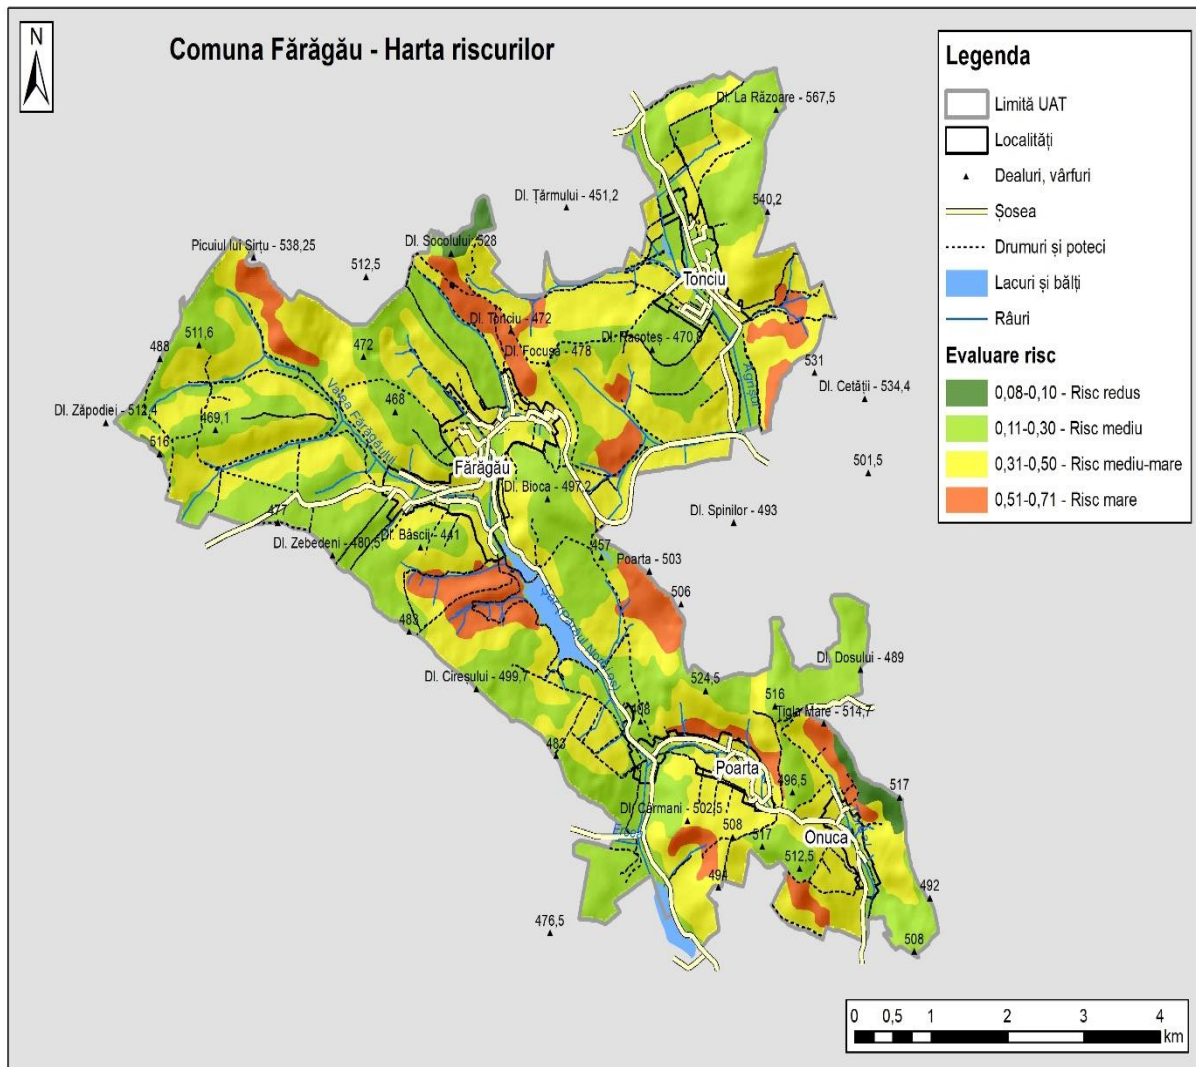 N
Comuna Fărăgău - Harta riscurilor
Legenda
Limită UAT
Localități
Dealuri, vârfuri
Șosea
Drumuri și poteci
Lacuri și bălți
Râuri
Evaluare risc
0,08-0,10 - Risc redus
0,11-0,30 - Risc mediu
0,31-0,50 - Risc mediu-mare
0,51-0,71 - Risc mare
Dl. La Răzoare - 567,5
Dl. Țărmului - 451,2
540,2
Picuiul lui Sîrțu - 538,25
Dl. Socolului - 528
512,5
Tonciu
Dl. Tonciu - 472
511,6
Dl. Racoteș - 470,8
488
472
Dl. Focușa - 478
531
Dl. Cetății - 534,4
Agrișul
Valea Fărăgăului
Dl. Zăpodiei - 512,4
468
469,1
516
Fărăgău
501,5
Dl. Bioca - 497,2
477
Dl. Spinilor - 493
Dl. Zebedeni - 480,5
Dl. Bâscii - 441
457
Poarta - 503
506
483
Dl. Dosului - 489
Dl. Cireșului - 499,7
524,5
516
Țigla Mare - 514,7
483
Poarta
496,5
517
Dl. Cărmani - 502,5
508
517
Onuca
512,5
494
492
476,5
508
0 0,5 1 2 3 4
km